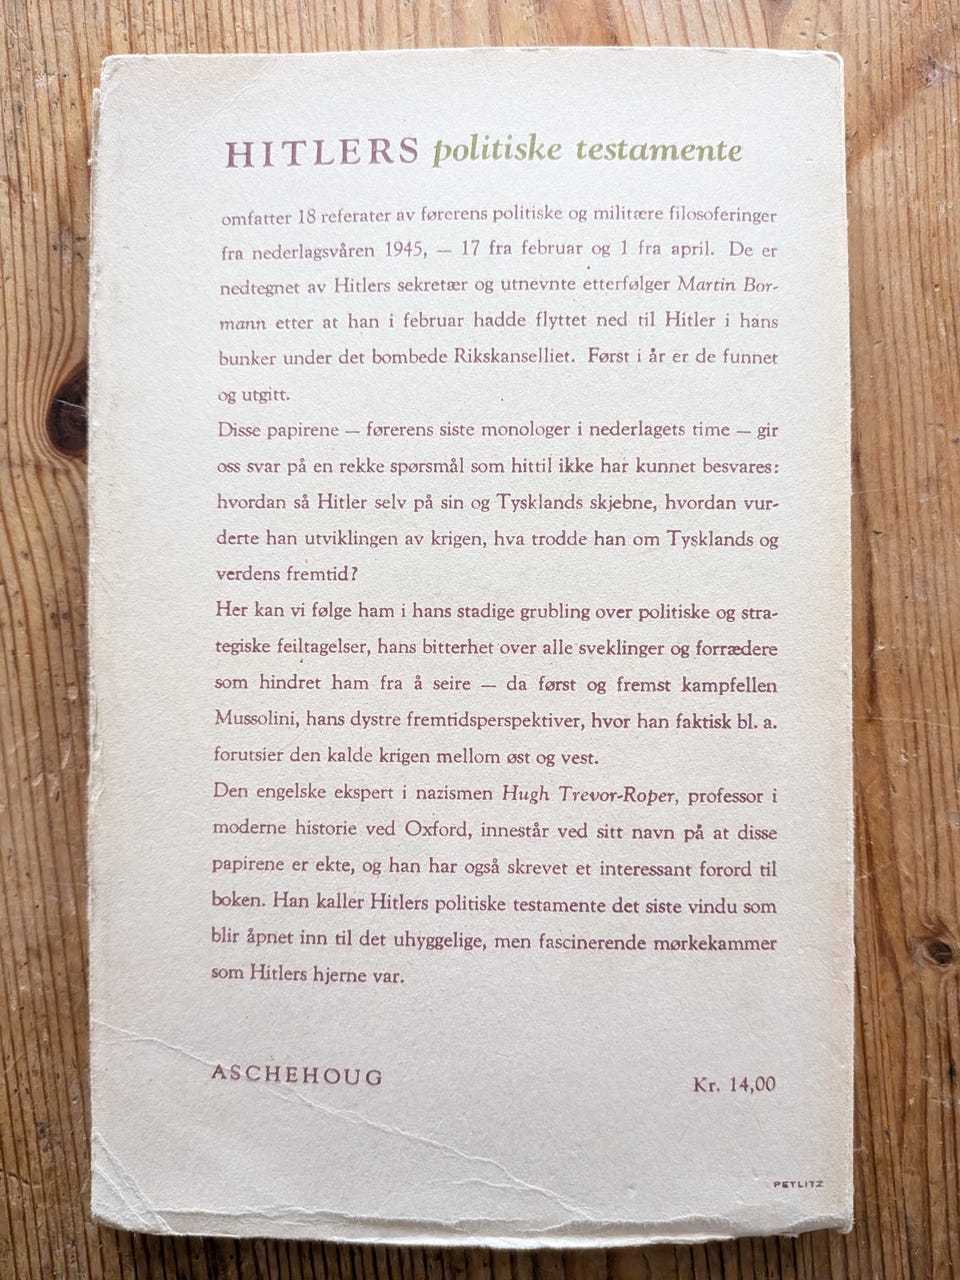 HITLERS politiske testamente
omfatter 18 referater av førerens politiske og militære filosoferinger
fra nederlagsvåren 1945, — 17 fra februar og 1 fra april. De er
nedtegnet av Hitlers sekretær og utnevnte etterfølger Martin Bor-
mann etter at han i februar hadde flyttet ned til Hitler i hans
bunker under det bombede Rikskanselliet. Først i år er de funnet
og utgitt.
Disse papirene — førerens siste monologer i nederlagets time — gir
oss svar på en rekke spørsmål som hittil ikke har kunnet besvares:
hvordan så Hitler selv på sin og Tysklands skjebne, hvordan vur-
derte han utviklingen av krigen, hva trodde han om Tysklands og
verdens fremtid?
Her kan vi følge ham i hans stadige grubling over politiske og stra-
tegiske feiltagelser, hans bitterhet over alle sveklinger og forrædere
som hindret ham fra å seire — da først og fremst kampfellen
Mussolini, hans dystre fremtidsperspektiver, hvor han faktisk bl. a.
forutsier den kalde krigen mellom øst og vest.
Den engelske ekspert i nazismen Hugh Trevor-Roper, professor i
moderne historie ved Oxford, innestår ved sitt navn på at disse
papirene er ekte, og han har også skrevet et interessant forord til
boken. Han kaller Hitlers politiske testamente det siste vindu som
blir åpnet inn til det uhyggelige, men fascinerende mørkekammer
som Hitlers hjerne var.
ASCHEHOUG
Kr. 14,00
PETLITZ